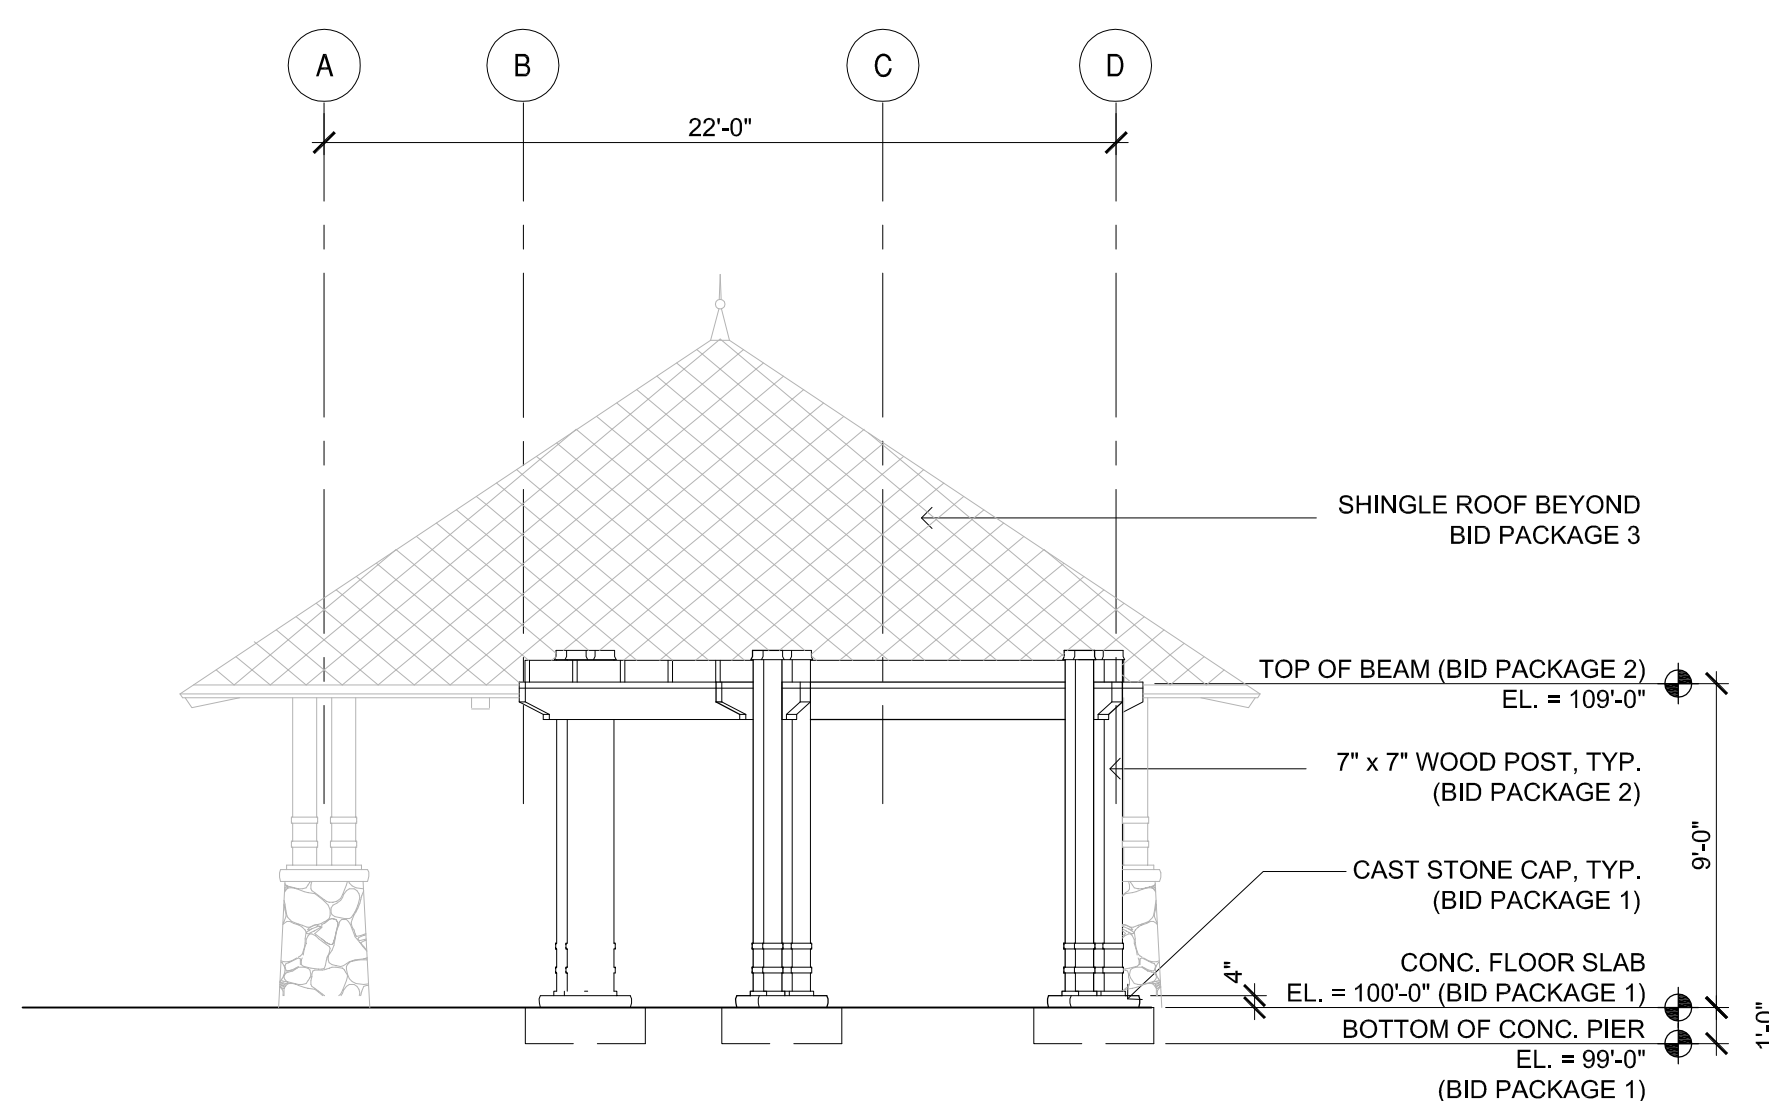 A
B
C
D
22'-0"
SHINGLE ROOF BEYOND
BID PACKAGE 3
TOP OF BEAM (BID PACKAGE 2)
EL. = 109'-0"
7" x 7" WOOD POST, TYP.
(BID PACKAGE 2)
9'-0"
CAST STONE CAP, TYP.
(BID PACKAGE 1)
4"
CONC. FLOOR SLAB
EL. = 100'-0" (BID PACKAGE 1)
1'-0"
BOTTOM OF CONC. PIER
EL. = 99'-0"
(BID PACKAGE 1)